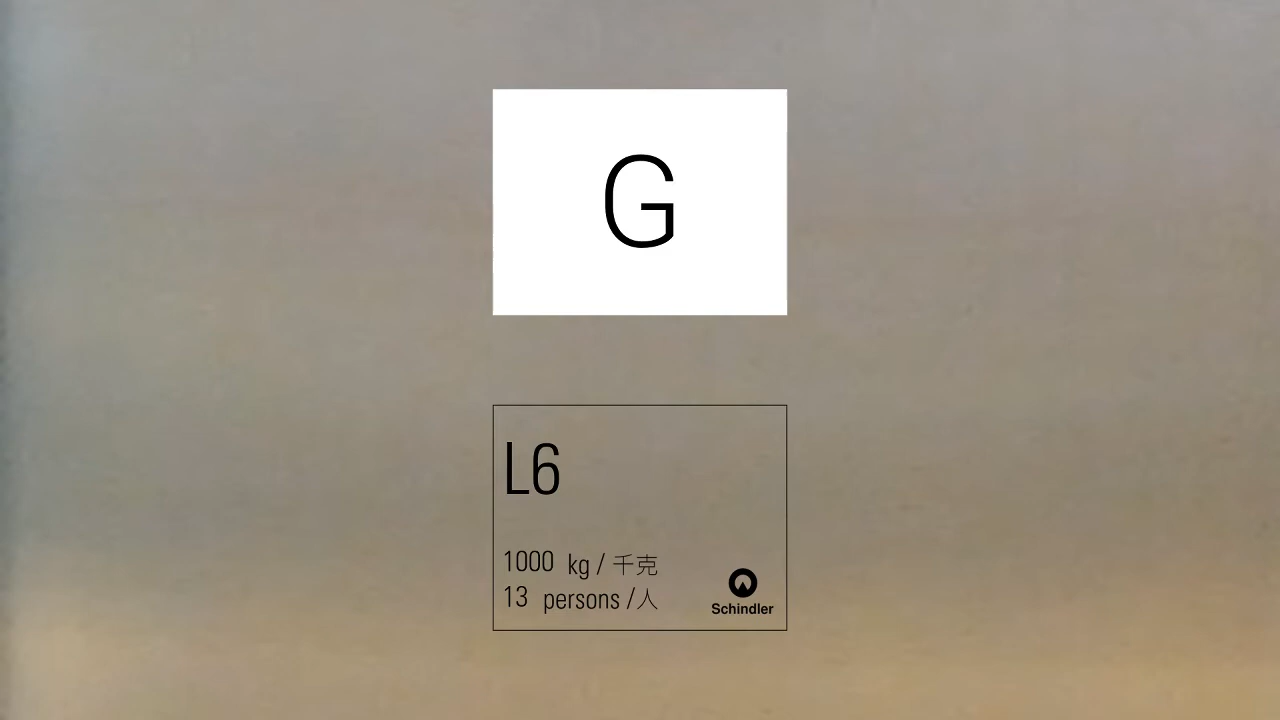 G
L6
1000 kg / 千克
13 persons /人
Schindler